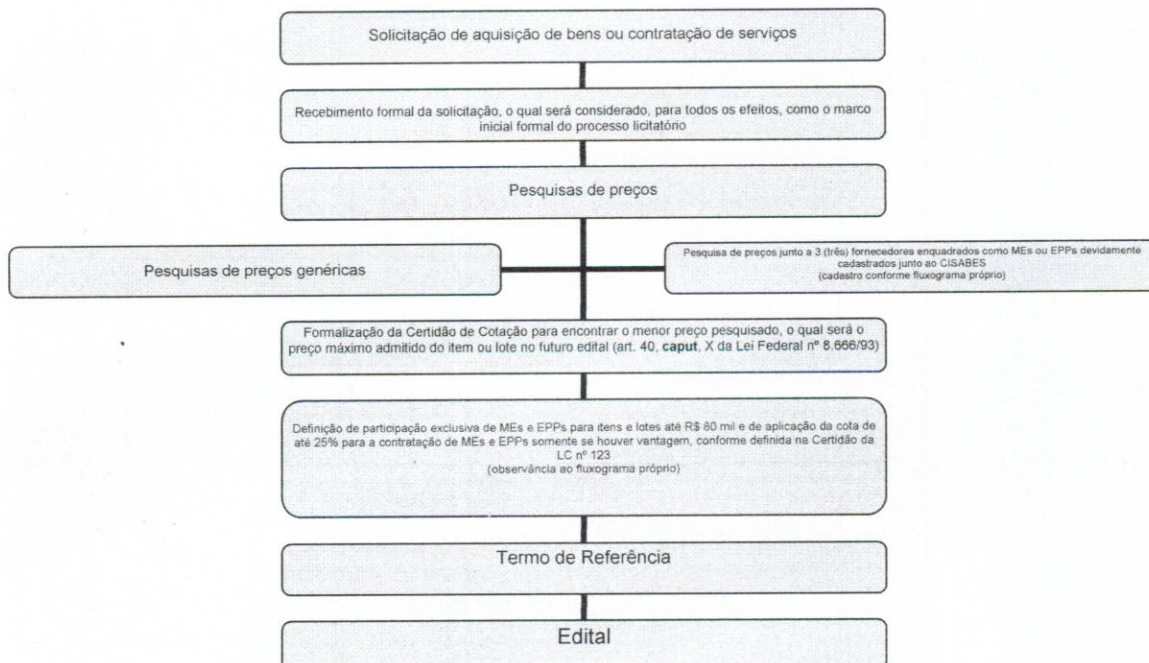 Solicitação de aquisição de bens ou contratação de serviços
Recebimento formal da solicitação, o qual será considerado, para todos os efeitos, como o marco
inicial formal do processo licitatório
Pesquisas de preços
Pesquisas de preços genéricas
Pesquisa de preços junto a 3 (três) fornecedores enquadrados como MEs ou EPPs devidamente
cadastrados junto ao CISABES
(cadastro conforme fluxograma próprio)
Formalização da Certidão de Cotação para encontrar o menor preço pesquisado, o qual será o
preço máximo admitido do item ou lote no futuro edital (art. 40, caput, X da Lei Federal nº 8.666/93)
Definição de participação exclusiva de MEs e EPPs para itens e lotes até R$ 80 mil e de aplicação da cota de
até 25% para a contratação de MEs e EPPs somente se houver vantagem, conforme definida na Certidão da
LC nº 123
(observância ao fluxograma próprio)
Termo de Referência
Edital